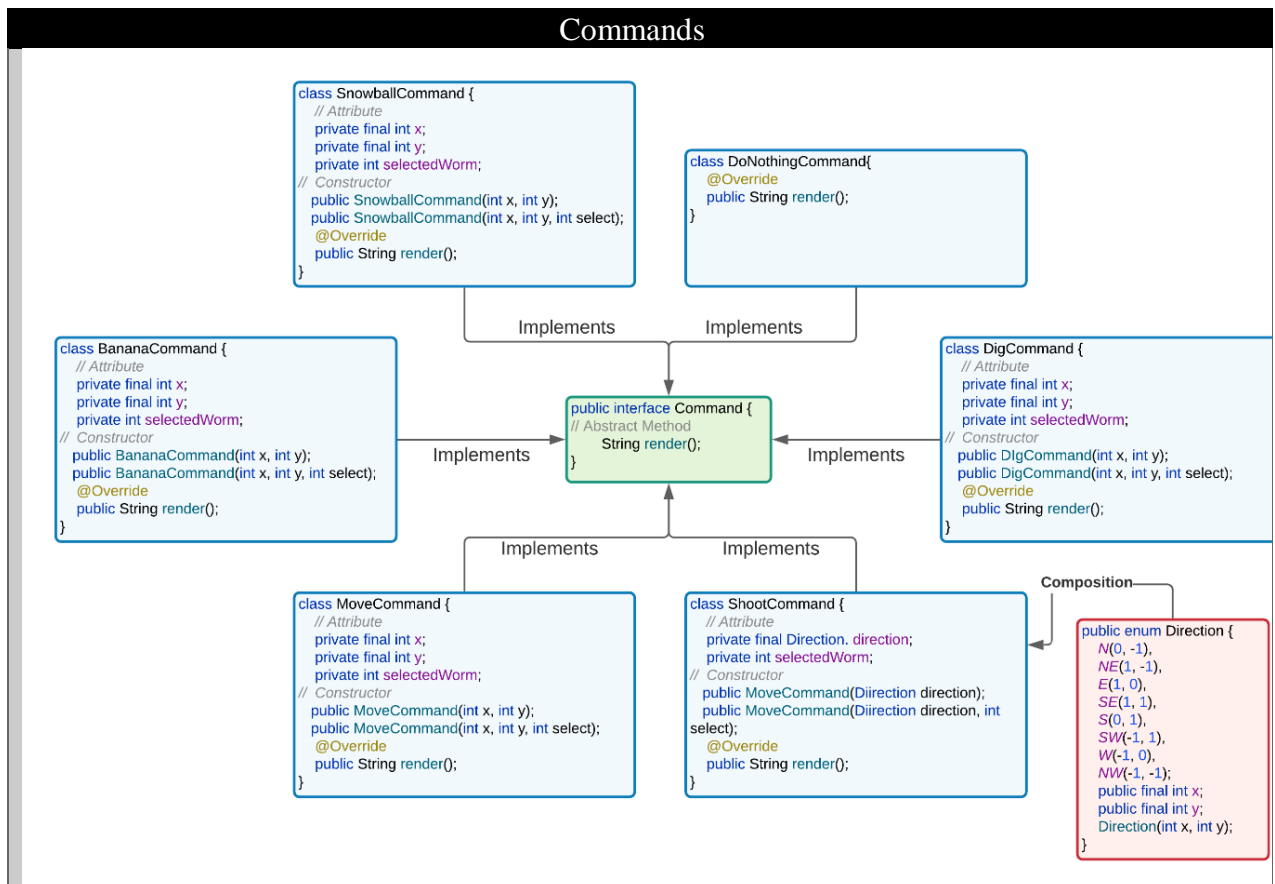 Commands
class SnowballCommand {
// Attribute
private final int x;
private final int y;
private int selectedWorm;
// Constructor
public SnowballCommand(int x, int y);
public SnowballCommand(int x, int y, int select);
@Override
public String render();
}
class DoNothingCommand{
@Override
public String render();
}
Implements
Implements
class BananaCommand {
// Attribute
private final int x;
private final int y;
private int selectedWorm;
// Constructor
public BananaCommand(int x, int y);
public BananaCommand(int x, int y, int select);
@Override
public String render();
}
Implements
public interface Command {
// Abstract Method
String render();
}
Implements
class DigCommand {
// Attribute
private final int x;
private final int y;
private int selectedWorm;
// Constructor
public DIgCommand(int x, int y);
public DigCommand(int x, int y, int select);
@Override
public String render();
}
Implements
Implements
class MoveCommand {
// Attribute
private final int x;
private final int y;
private int selectedWorm;
// Constructor
public MoveCommand(int x, int y);
public MoveCommand(int x, int y, int select);
@Override
public String render();
}
class ShootCommand {
// Attribute
private final Direction. direction;
private int selectedWorm;
// Constructor
public MoveCommand(Diirection direction);
public MoveCommand(Diirection direction, int
select);
@Override
public String render();
}
Composition
public enum Direction {
N(0, -1),
NE(1, -1),
E(1, 0),
SE(1, 1),
S(0, 1),
SW(-1, 1),
W(-1, 0),
NW(-1, -1);
public final int x;
public final int y;
Direction(int x, int y);
}